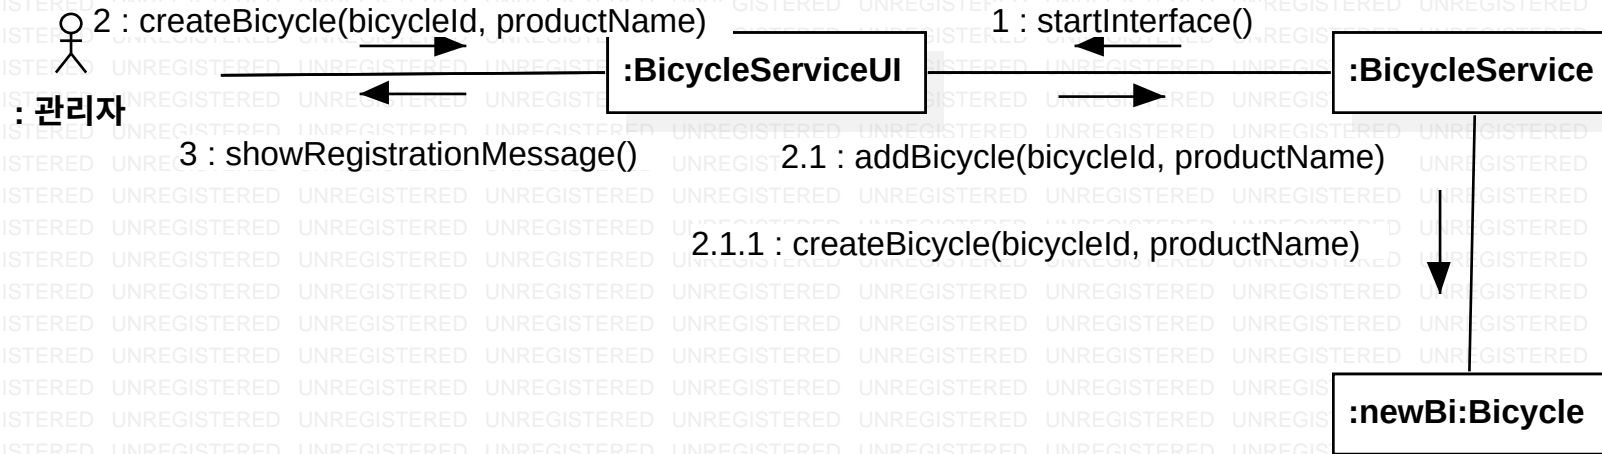 2 : createBicycle(bicycleId, productName)
1 : startInterface()
:BicycleServiceUI
:BicycleService
: 관리자
3 : showRegistrationMessage()
2.1 : addBicycle(bicycleId, productName)
2.1.1 : createBicycle(bicycleId, productName)
:newBi:Bicycle
UNREGISTERED